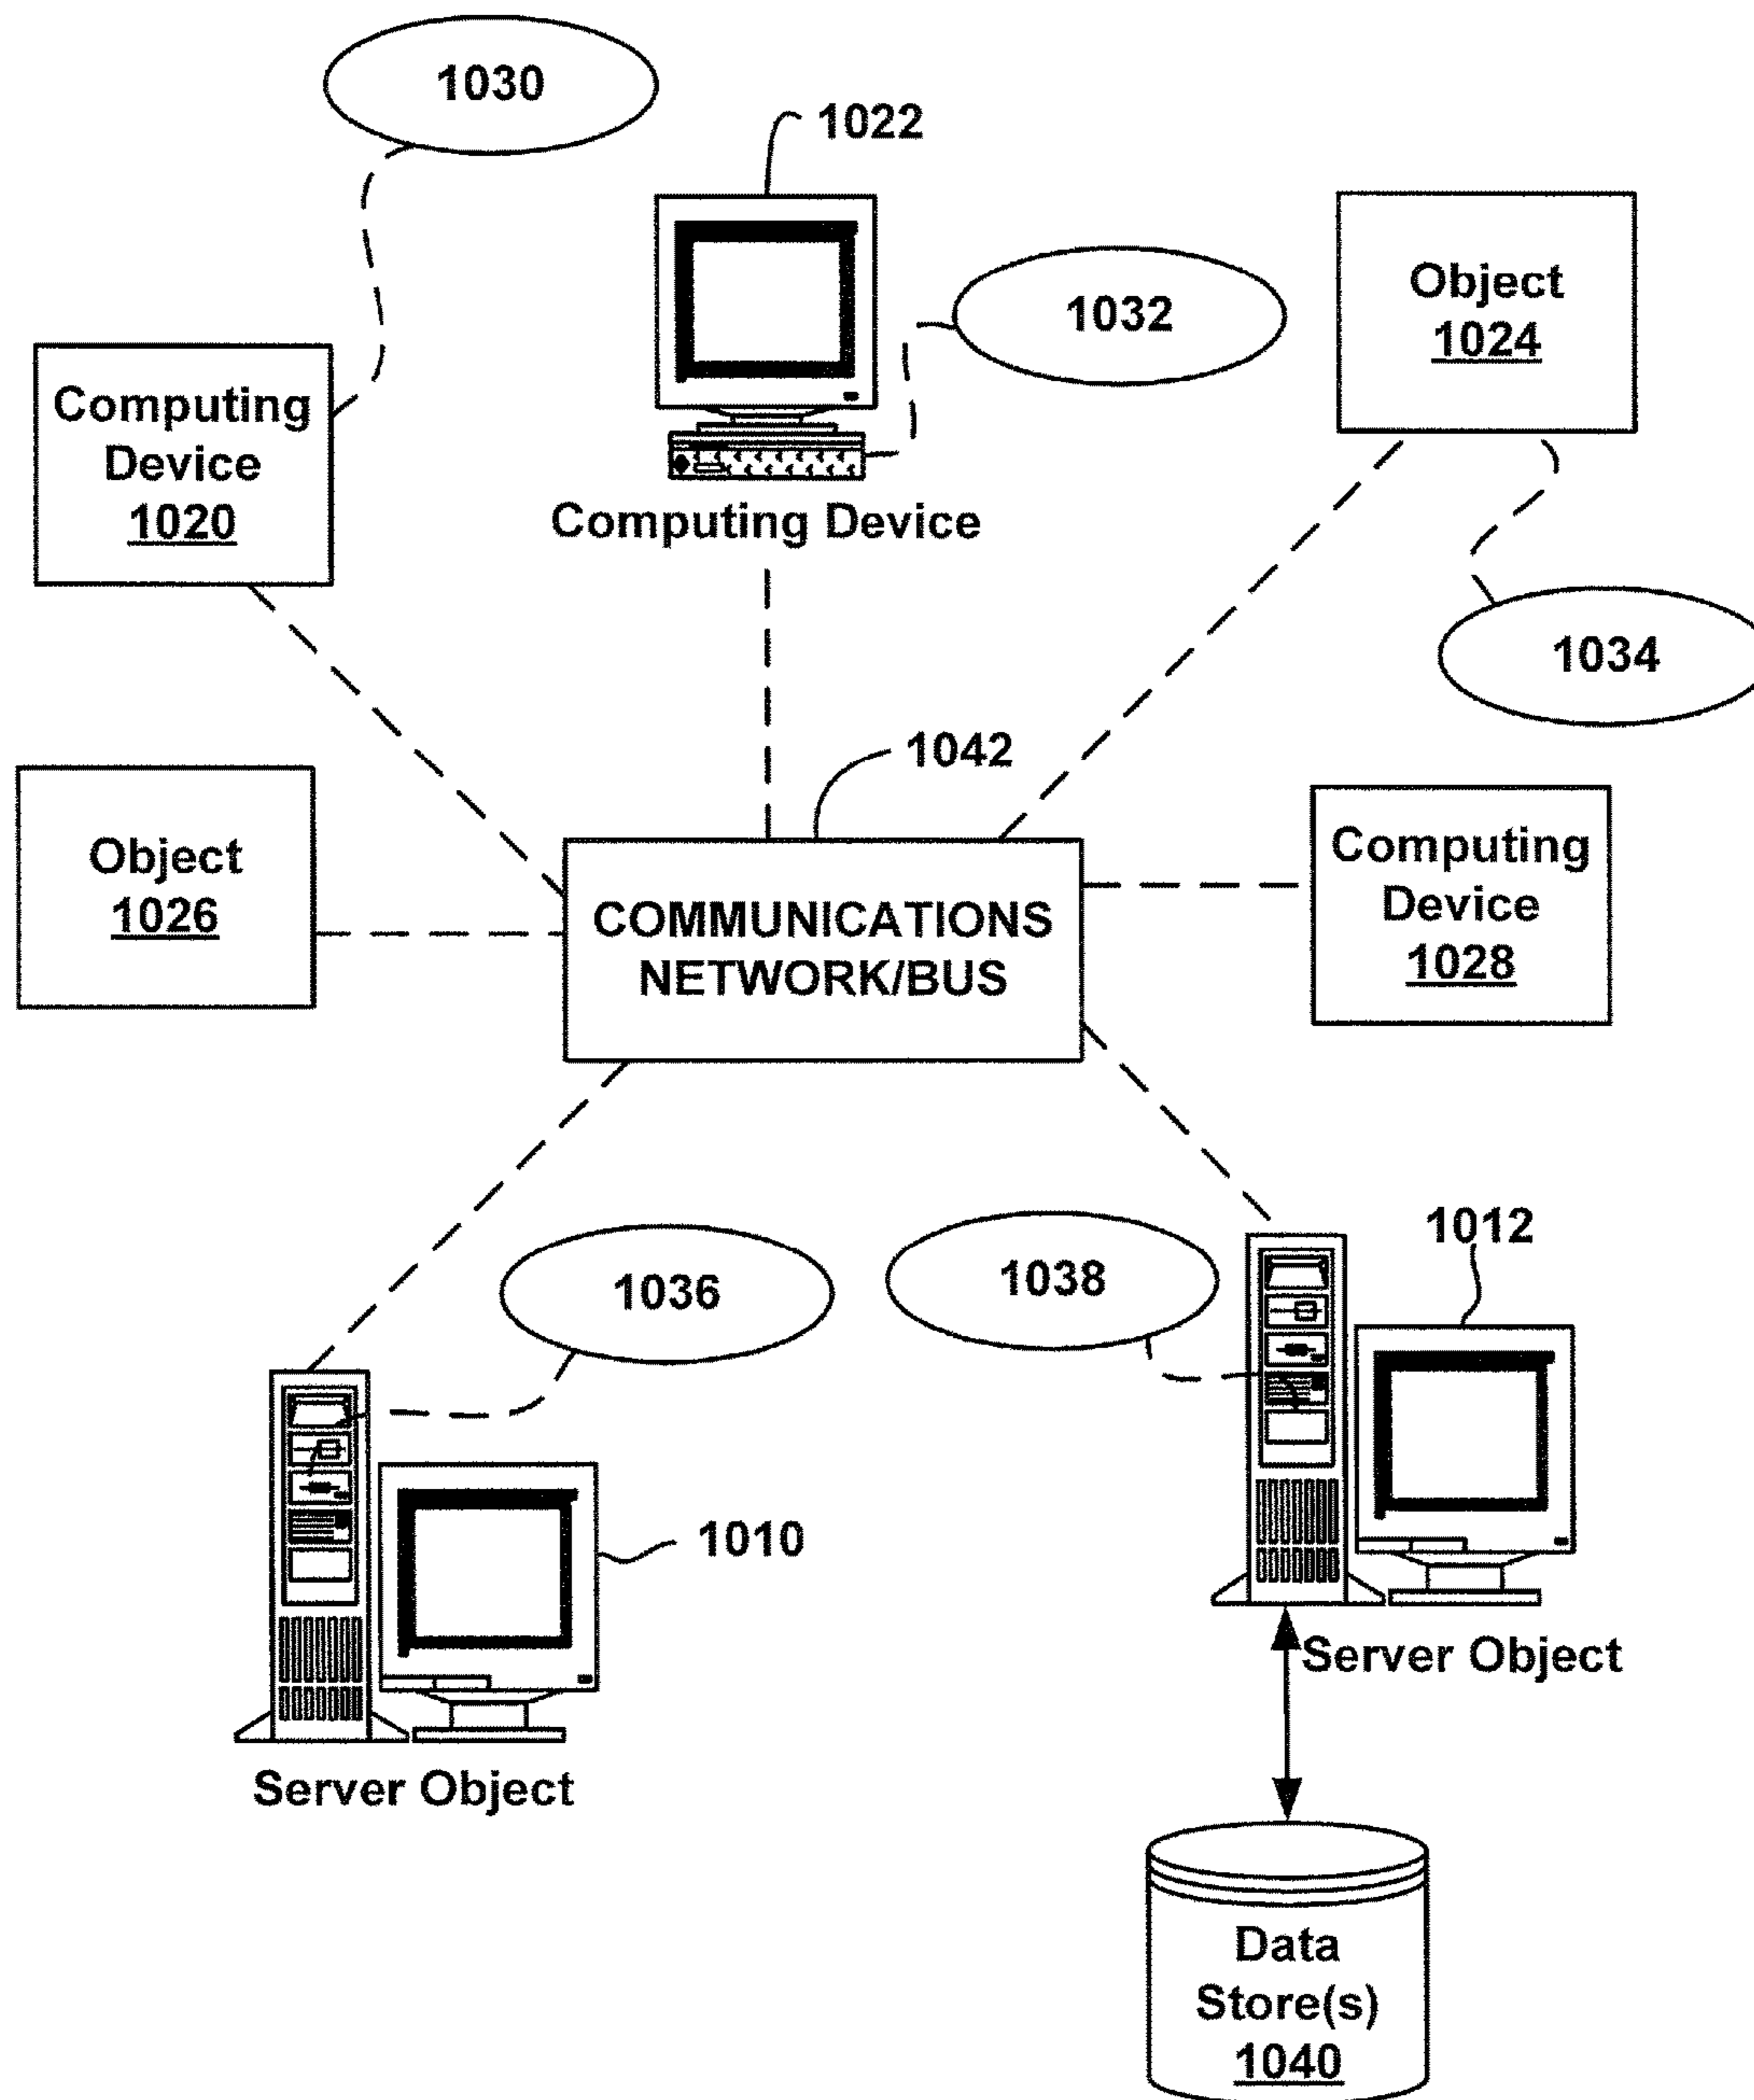 1030
1022
1032
Object
1024
Computing
Device
1020
Computing Device
1034
1042
Object
1026
COMMUNICATIONS
NETWORK/BUS
Computing
Device
1028
1036
1038
1012
1010
Server Object
Server Object
Data
Store(s)
1040